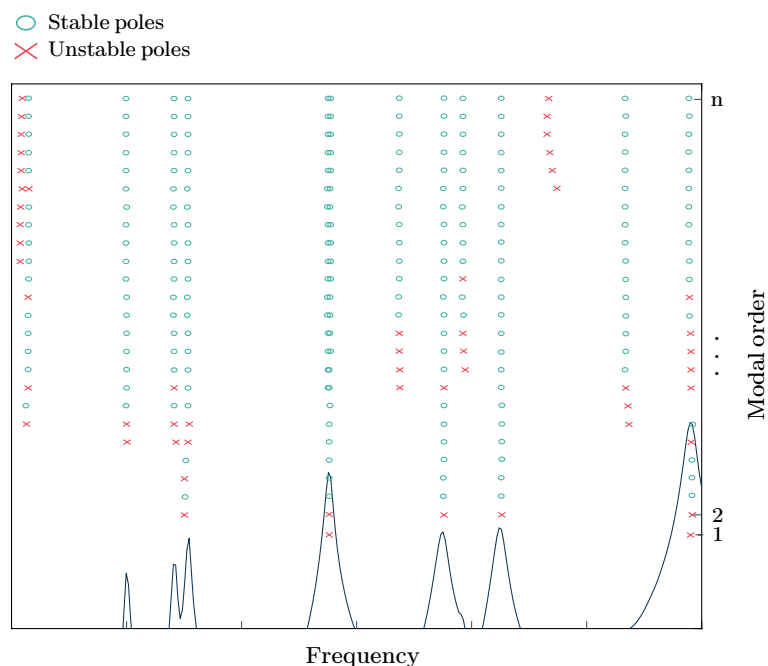 Stable poles
Unstable poles
n
.
.
.
2
1
Modal order
Frequency